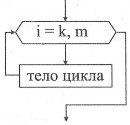 i = k, m
тело цикла